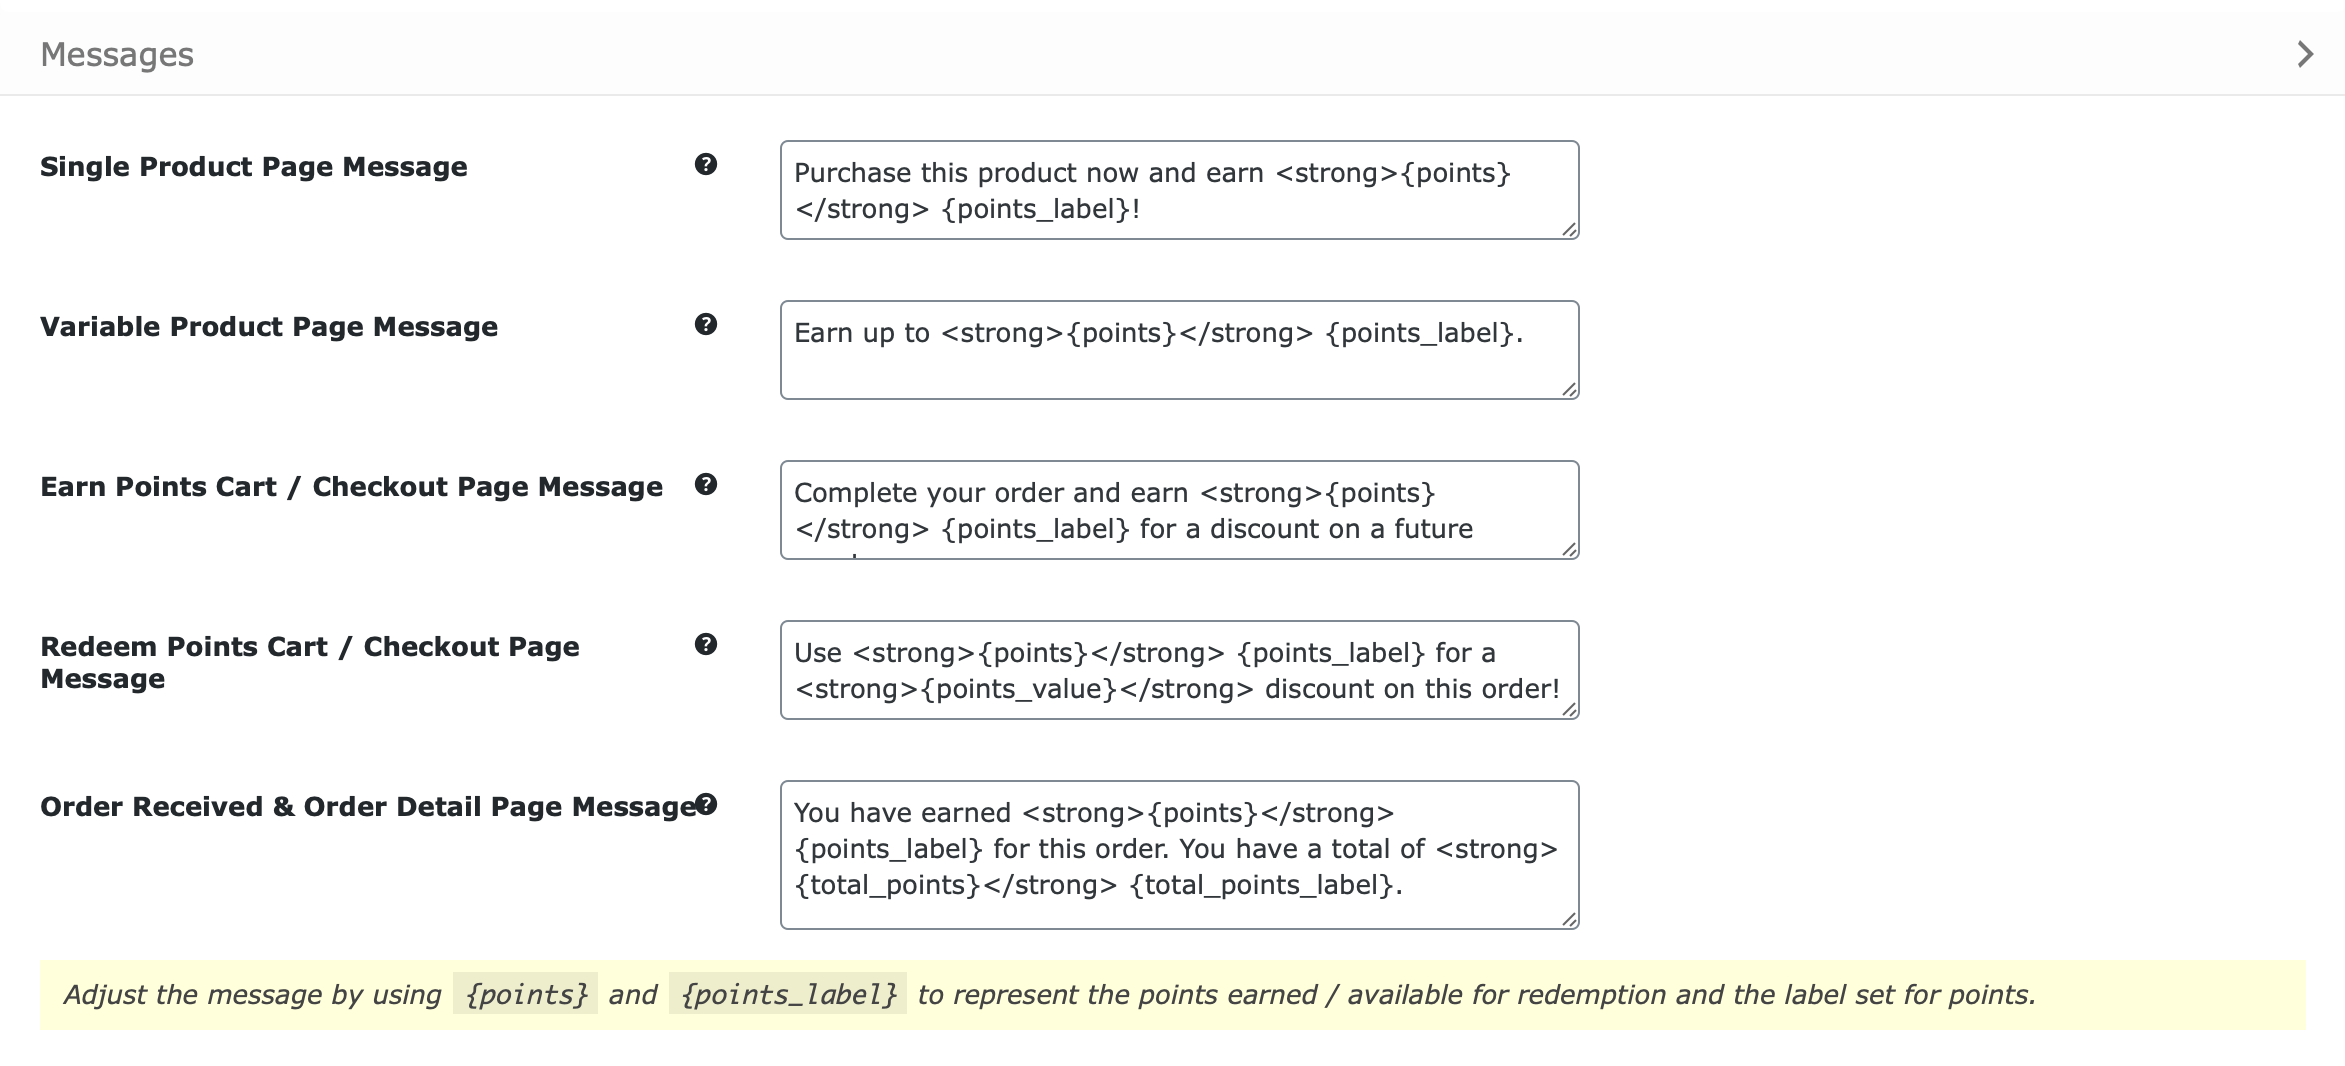 Messages
Single Product Page Message
Purchase this product now and earn <strong>{points}
</strong> {points_label}!
Variable Product Page Message
Earn up to <strong>{points}</strong> {points_label}.
Earn Points Cart / Checkout Page Message
Complete your order and earn <strong>{points}
</strong> {points_label} for a discount on a future
Redeem Points Cart / Checkout Page
Message
Use <strong>{points}</strong> {points_label} for a
<strong>{points_value}</strong> discount on this order!
Order Received & Order Detail Page Message
You have earned <strong>{points}</strong>
{points_label} for this order. You have a total of <strong>
{total_points}</strong> {total_points_label}.
Adjust the message by using {points} and {points_label} to represent the points earned / available for redemption and the label set for points.